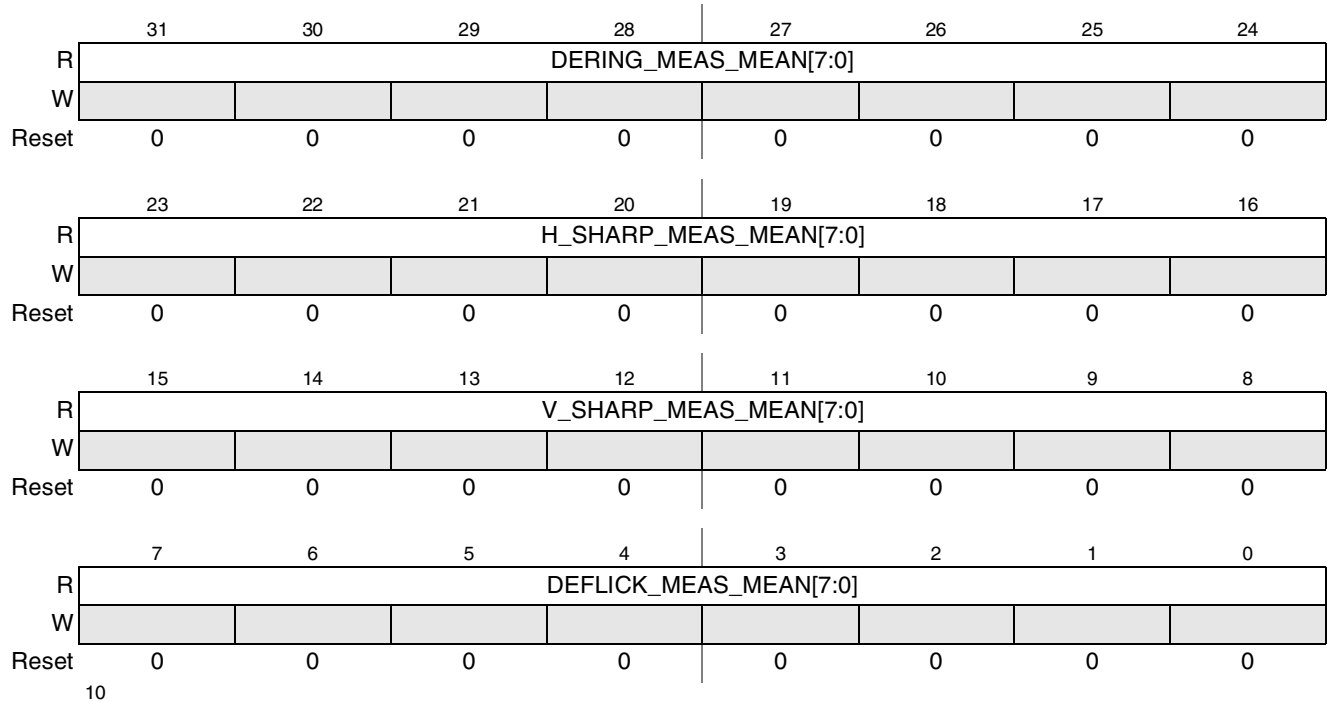 31 30 29 28 27 26 25 24
R DERING_MEAS_MEAN[7:0]
W
Reset 0 0 0 0 0 0 0 0
23 22 21 20 19 18 17 16
R H_SHARP_MEAS_MEAN[7:0]
W
Reset 0 0 0 0 0 0 0 0
15 14 13 12 11 10 9 8
R V_SHARP_MEAS_MEAN[7:0]
W
Reset 0 0 0 0 0 0 0 0
7 6 5 4 3 2 1 0
R DEFLICK_MEAS_MEAN[7:0]
W
Reset 0 0 0 0 0 0 0 0
10